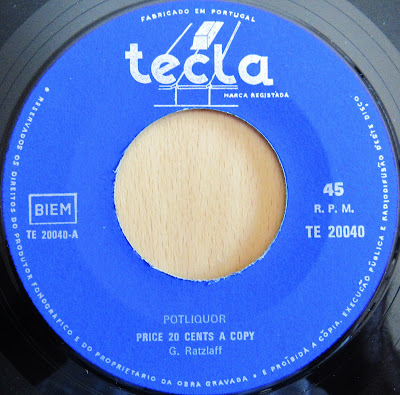 FABRICADO EM PORTUGAL
tecla
MARCA REGISTADA
BIEM
TE 20040-A
45
R. P. M.
TE 20040
POTLIQUOR
PRICE 20 CENTS A COPY
G. Ratzlaff
® RESERVADOS OS DIREITOS DO PRODUTOR FONOGRÁFICO E DO PROPRIETÁRIO DA OBRA GRAVADA • É PROÍBIDA A CÓPIA, EXECUÇÃO PÚBLICA E RADIODIFUSÃO DESTE DISCO